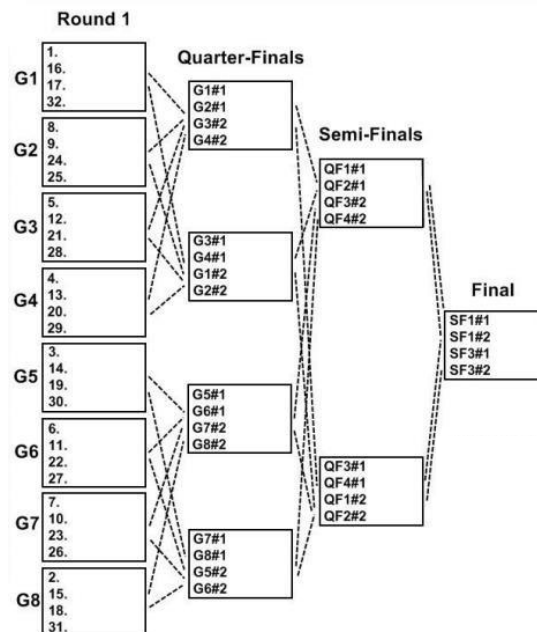 Round 1
G1
1.
16.
17.
32.
G2
8.
9.
24.
25.
G3
5.
12.
21.
28.
G4
4.
13.
20.
29.
G5
3.
14.
19.
30.
G6
6.
11.
22.
27.
G7
7.
10.
23.
26.
G8
2.
15.
18.
31.
Quarter-Finals
G1#1
G2#1
G3#2
G4#2
G3#1
G4#1
G1#2
G2#2
G5#1
G6#1
G7#2
G8#2
G7#1
G8#1
G5#2
G6#2
Semi-Finals
QF1#1
QF2#1
QF3#2
QF4#2
QF3#1
QF4#1
QF1#2
QF2#2
Final
SF1#1
SF1#2
SF3#1
SF3#2